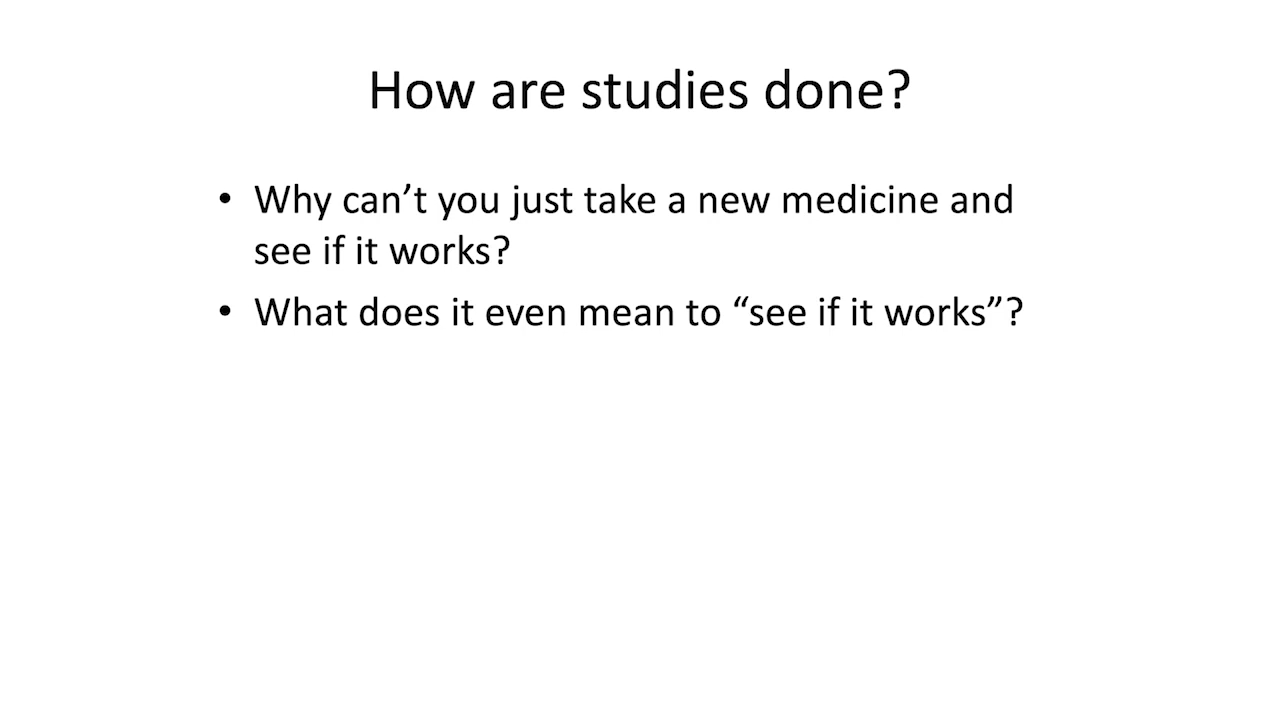 How are studies done?
• Why can’t you just take a new medicine and
see if it works?
• What does it even mean to “see if it works”?